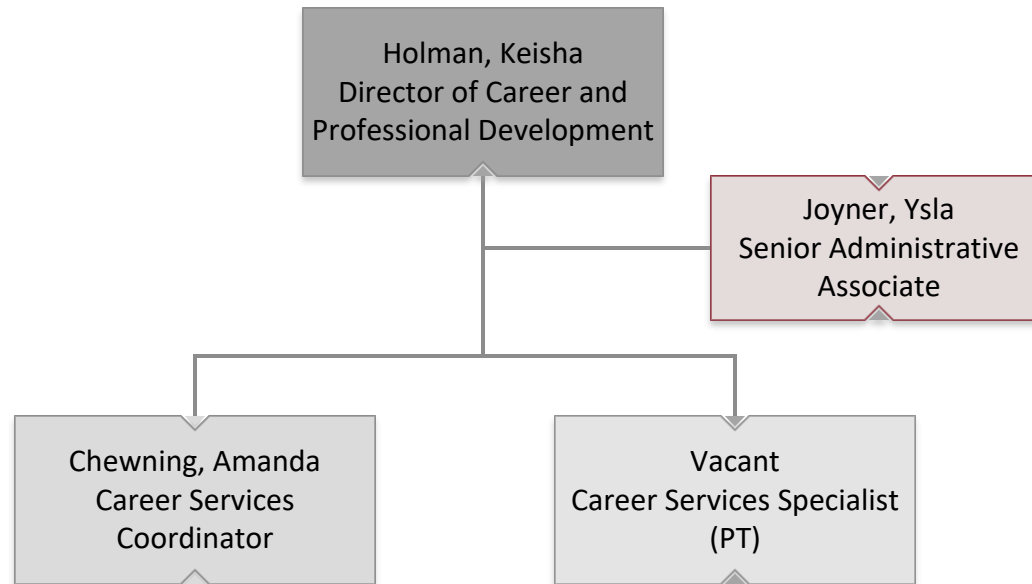 Holman, Keisha
Director of Career and
Professional Development
Joyner, Ysla
Senior Administrative
Associate
Chewning, Amanda
Career Services
Coordinator
Vacant
Career Services Specialist
(PT)